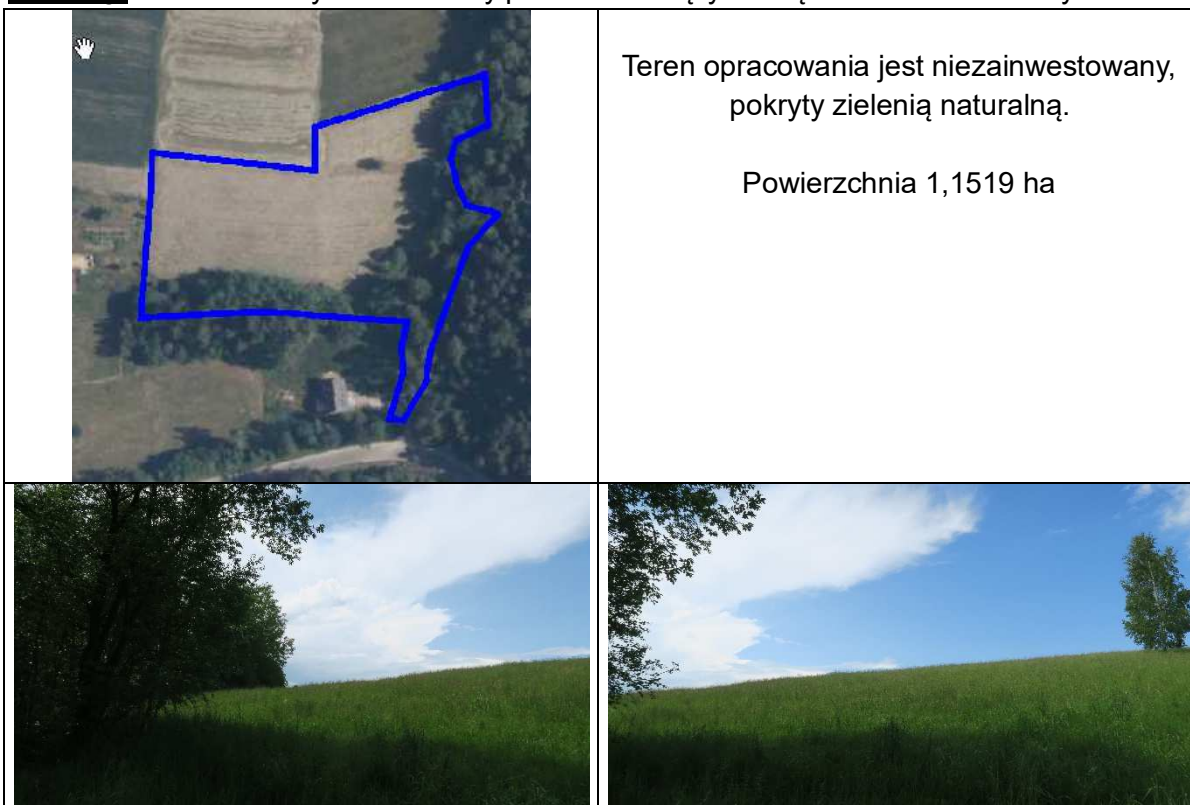 Teren opracowania jest niezainwestowany,
pokryty zielenią naturalną.
Powierzchnia 1,1519 ha